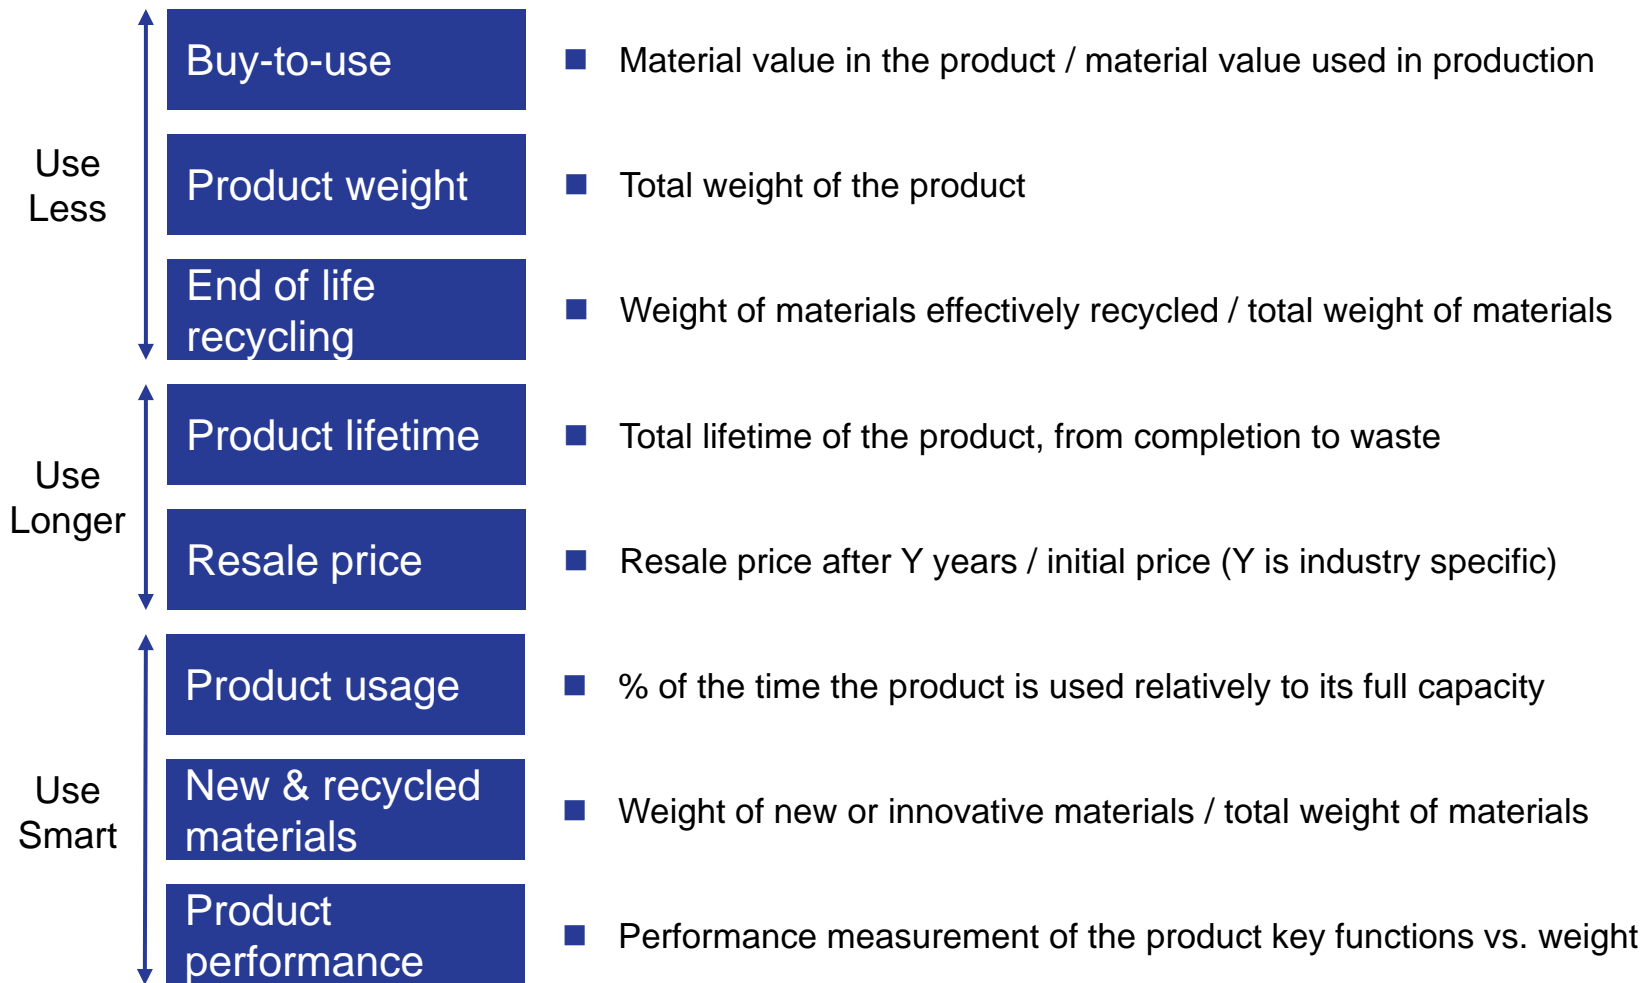 Buy-to-use
Material value in the product / material value used in production
Use
Less
Product weight
Total weight of the product
End of life
recycling
Weight of materials effectively recycled / total weight of materials
Product lifetime
Total lifetime of the product, from completion to waste
Use
Longer
Resale price
Resale price after Y years / initial price (Y is industry specific)
Product usage
% of the time the product is used relatively to its full capacity
Use
Smart
New & recycled
materials
Weight of new or innovative materials / total weight of materials
Product
performance
Performance measurement of the product key functions vs. weight